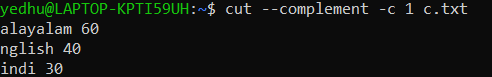 yedhu@LAPTOP-KPTI59UH:~$ cut --complement -c 1 c.txt
alayalam 60
nglish 40
indi 30